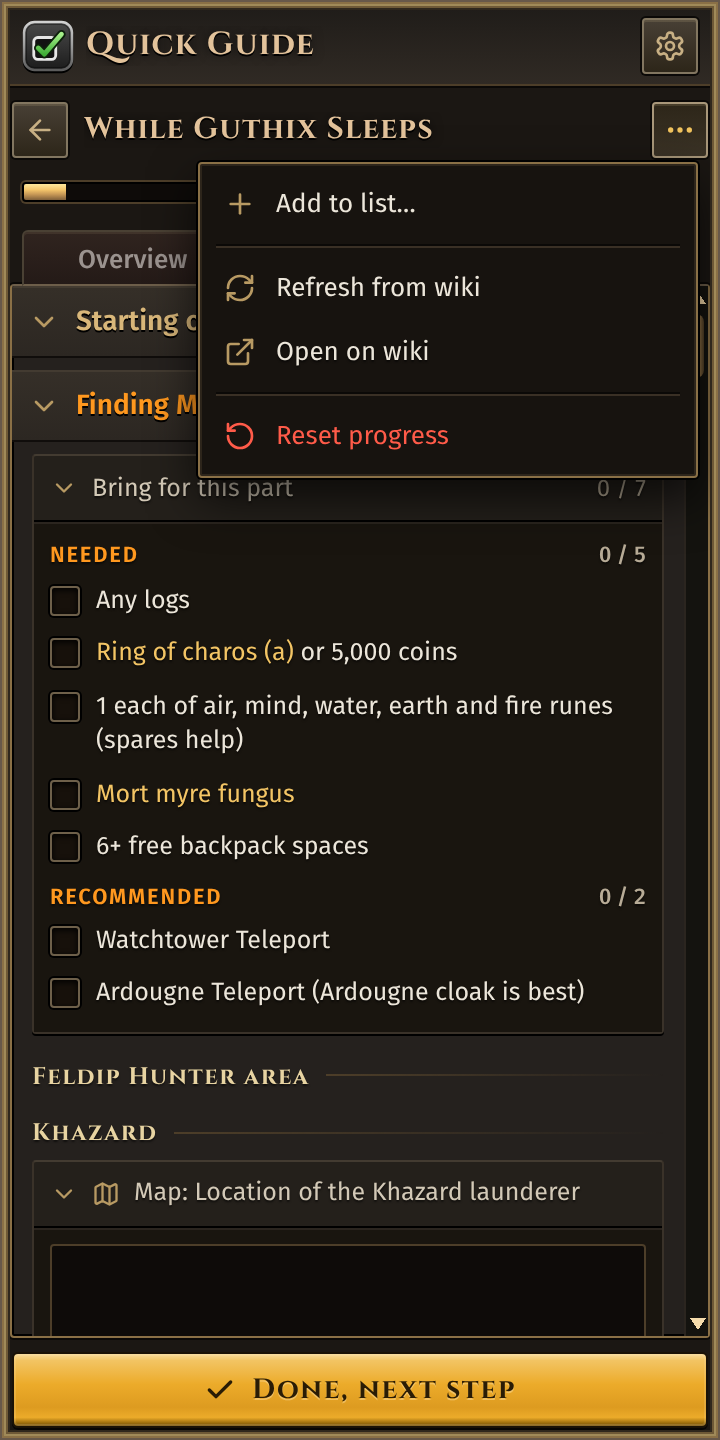 Quick Guide
While Guthix Sleeps
Add to list...
Refresh from wiki
Open on wiki
Reset progress
Overview
Starting
Finding
Bring for this part 0 / 7
NEEDED 0 / 5
Any logs
Ring of charos (a) or 5,000 coins
1 each of air, mind, water, earth and fire runes
(spares help)
Mort myre fungus
6+ free backpack spaces
RECOMMENDED 0 / 2
Watchtower Teleport
Ardougne Teleport (Ardougne cloak is best)
Feldip Hunter area
Khazard
Map: Location of the Khazard launderer
Done, next step